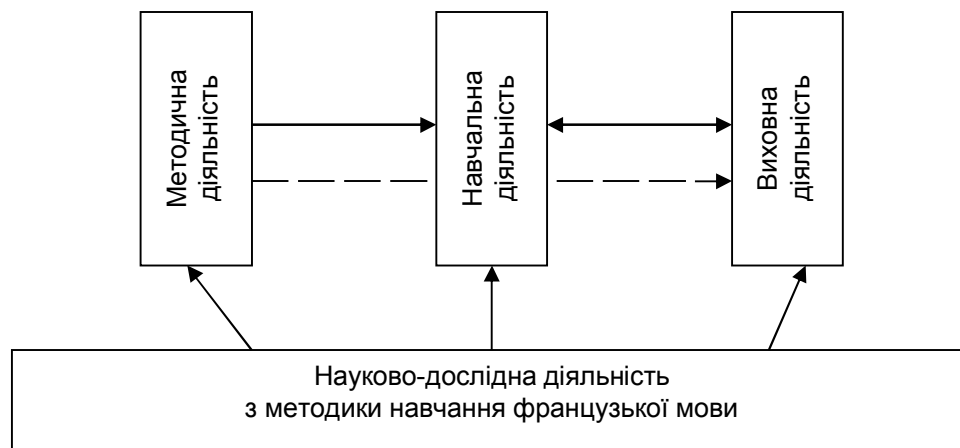 Методична
діяльність
Навчальна
діяльність
Виховна
діяльність
Науково-дослідна діяльність
з методики навчання французької мови